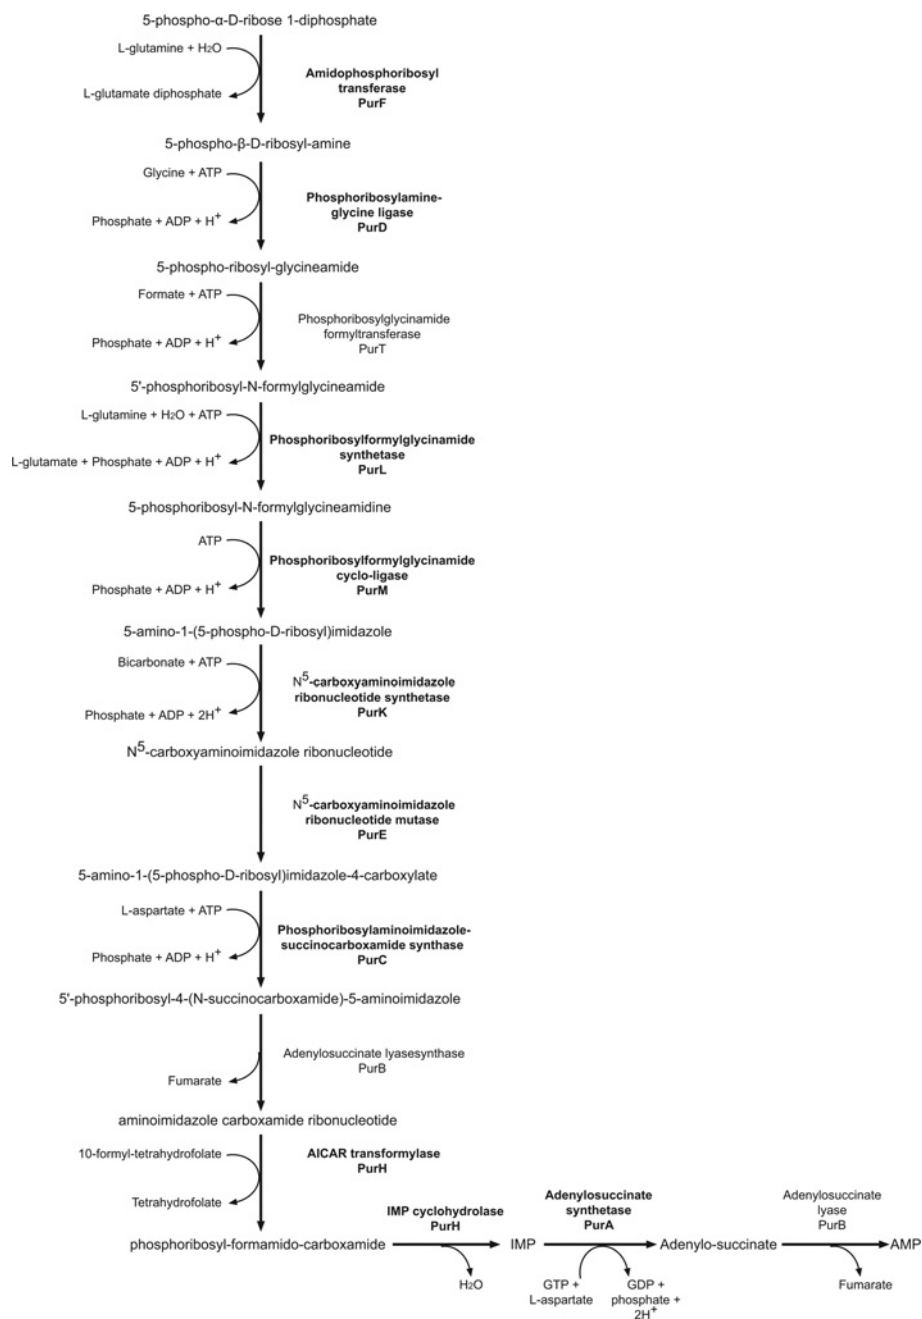 5-phospho-α-D-ribose 1-diphosphate
L-glutamine + H2O
L-glutamate diphosphate
Amidophosphoribosyl
transferase
PurF
5-phospho-β-D-ribosyl-amine
Glycine + ATP
Phosphate + ADP + H+
Phosphoribosylamine-
glycine ligase
PurD
5-phospho-ribosyl-glycineamide
Formate + ATP
Phosphate + ADP + H+
Phosphoribosylglycinamide
formyltransferase
PurT
5'-phosphoribosyl-N-formylglycineamide
L-glutamine + H2O + ATP
L-glutamate + Phosphate + ADP + H+
Phosphoribosylformylglycinamide
synthetase
PurL
5-phosphoribosyl-N-formylglycineamidine
ATP
Phosphate + ADP + H+
Phosphoribosylformylglycinamide
cyclo-ligase
PurM
5-amino-1-(5-phospho-D-ribosyl)imidazole
Bicarbonate + ATP
Phosphate + ADP + 2H+
N5-carboxyaminoimidazole
ribonucleotide synthetase
PurK
N5-carboxyaminoimidazole ribonucleotide
N5-carboxyaminoimidazole
ribonucleotide mutase
PurE
5-amino-1-(5-phospho-D-ribosyl)imidazole-4-carboxylate
L-aspartate + ATP
Phosphate + ADP + H+
Phosphoribosylaminoimidazole-
succinocarboxamide synthase
PurC
5'-phosphoribosyl-4-(N-succinocarboxamide)-5-aminoimidazole
Fumarate
Adenylosuccinate lyasesynthase
PurB
aminoimidazole carboxamide ribonucleotide
10-formyl-tetrahydrofolate
Tetrahydrofolate
AICAR transformylase
PurH
phosphoribosyl-formamido-carboxamide
IMP cyclohydrolase
PurH
H2O
IMP
Adenylosuccinate
synthetase
PurA
GTP +
L-aspartate
GDP +
phosphate +
2H+
Adenylo-succinate
Adenylosuccinate
lyase
PurB
Fumarate
AMP